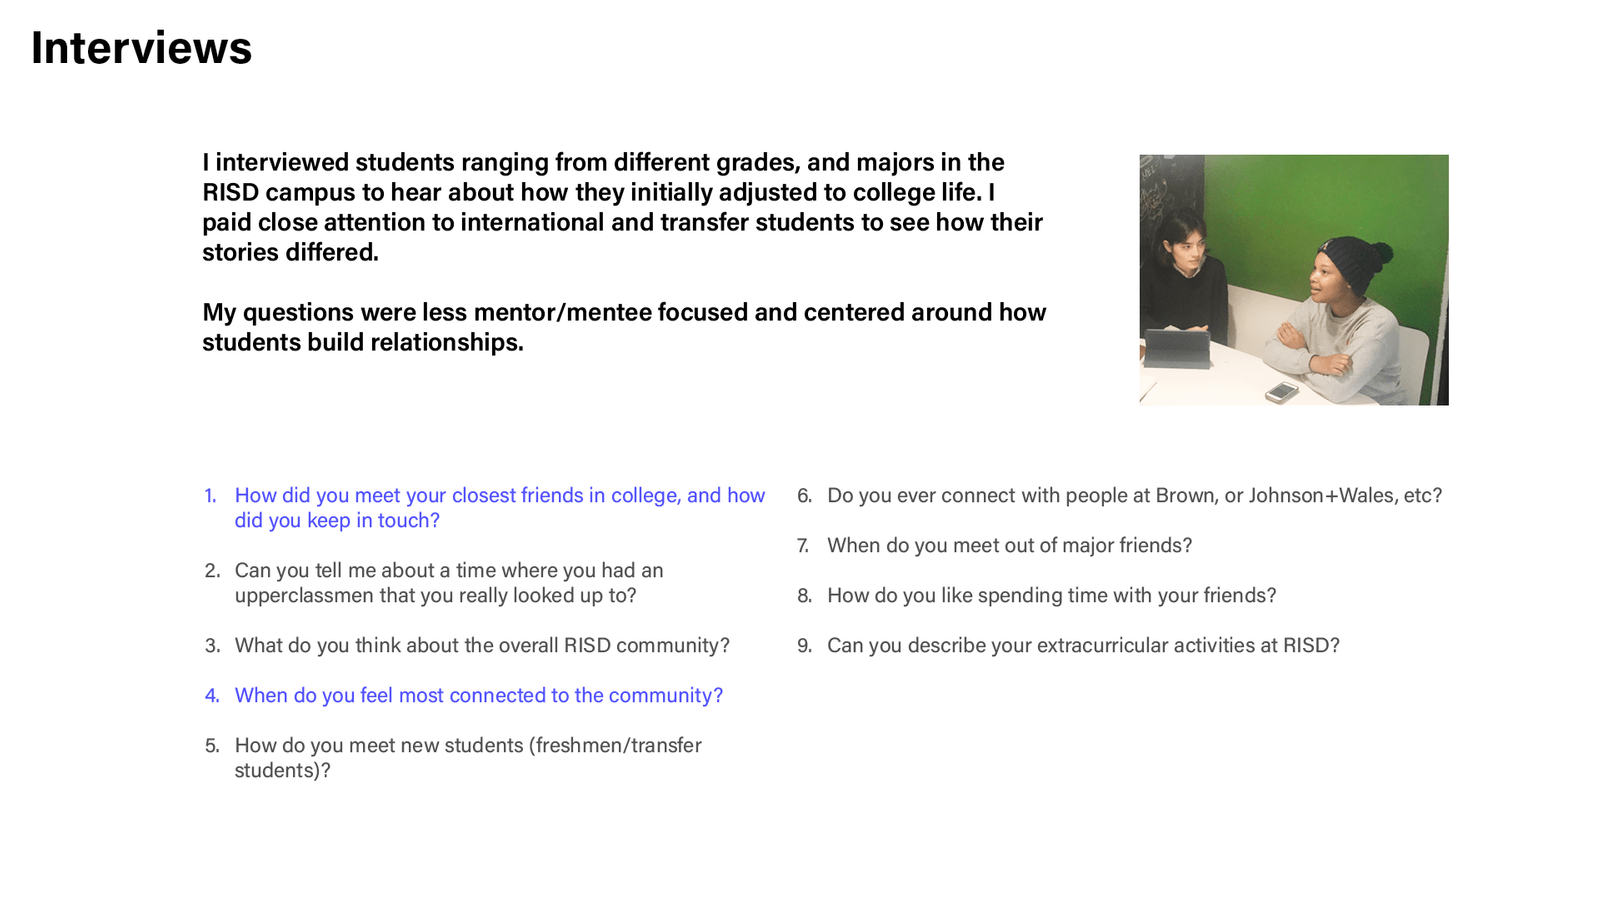 Interviews
I interviewed students ranging from different grades, and majors in the
RISD campus to hear about how they initially adjusted to college life. I
paid close attention to international and transfer students to see how their
stories differed.
My questions were less mentor/mentee focused and centered around how
students build relationships.
1. How did you meet your closest friends in college, and how
did you keep in touch?
2. Can you tell me about a time where you had an
upperclassmen that you really looked up to?
3. What do you think about the overall RISD community?
4. When do you feel most connected to the community?
5. How do you meet new students (freshmen/transfer
students)?
6. Do you ever connect with people at Brown, or Johnson+Wales, etc?
7. When do you meet out of major friends?
8. How do you like spending time with your friends?
9. Can you describe your extracurricular activities at RISD?